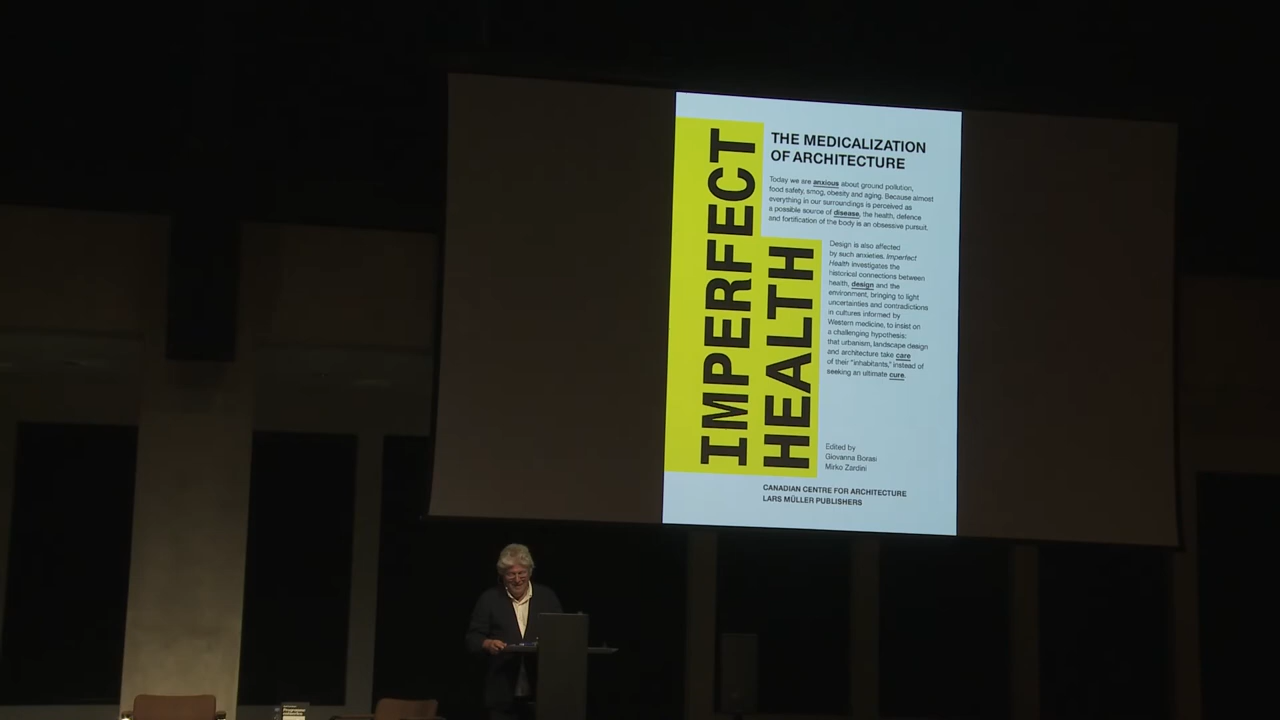 IMPERFECT
HEALTH
THE MEDICALIZATION
OF ARCHITECTURE
Today we are anxious about ground pollution,
food safety, smog, obesity and aging. Because almost
everything in our surroundings is perceived as
a possible source of disease, the health, defence
and fortification of the body is an obsessive pursuit.
Design is also affected
by such anxieties. Imperfect
Health investigates the
historical connections between
health, design and the
environment, bringing to light
uncertainties and contradictions
in cultures informed by
Western medicine, to insist on
a challenging hypothesis:
that urbanism, landscape design
and architecture take care
of their "inhabitants," instead of
seeking an ultimate cure.
Edited by
Giovanna Borasi
Mirko Zardini
CANADIAN CENTRE FOR ARCHITECTURE
LARS MÜLLER PUBLISHERS